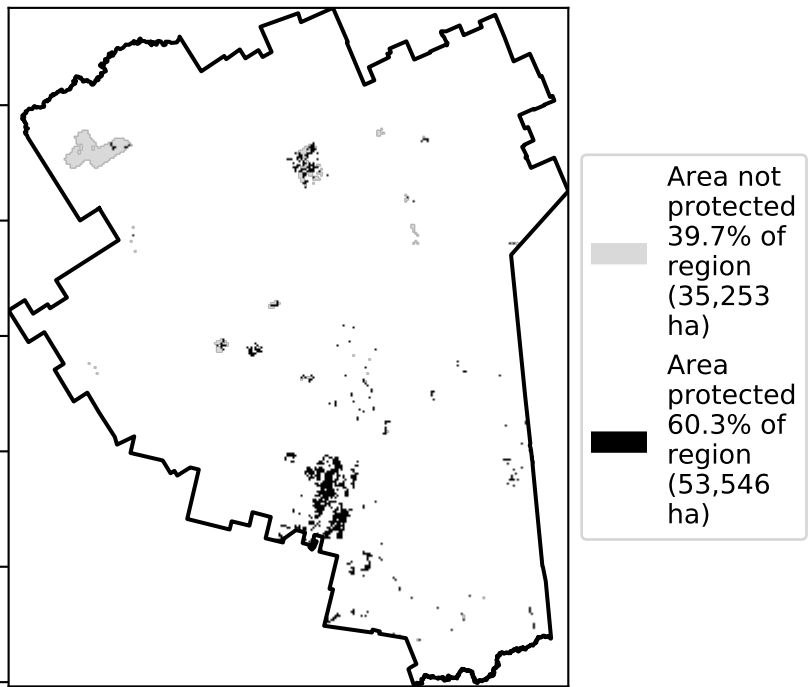 Area not
protected
39.7% of
region
(35,253
ha)
Area
protected
60.3% of
region
(53,546
ha)